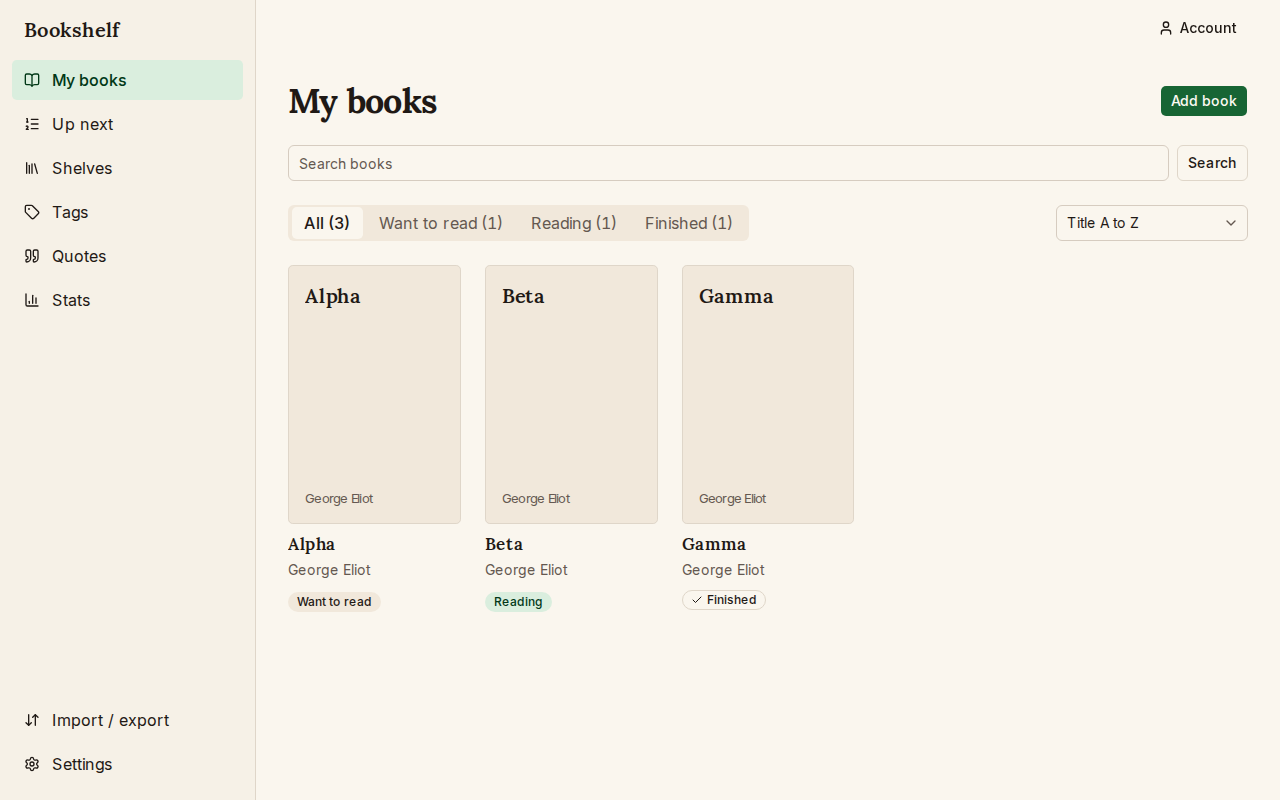 Bookshelf
My books
Up next
Shelves
Tags
Quotes
Stats
Import / export
Settings
Account
My books
Add book
Search books
Search
All (3)
Want to read (1)
Reading (1)
Finished (1)
Title A to Z
Alpha
George Eliot
Alpha
George Eliot
Want to read
Beta
George Eliot
Beta
George Eliot
Reading
Gamma
George Eliot
Gamma
George Eliot
Finished